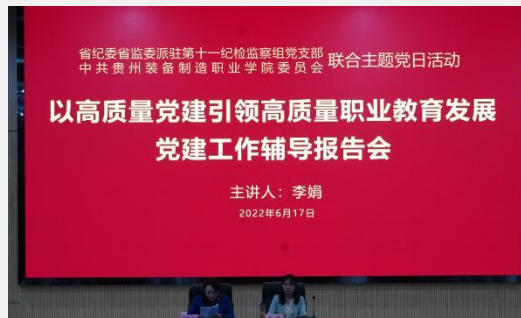 省纪委省监委派驻第十一纪检监察组党支部
中共贵州装备制造职业学院委员会
联合主题党日活动
以高质量党建引领高质量职业教育发展
党建工作辅导报告会
主讲人：李娟
2022年6月17日